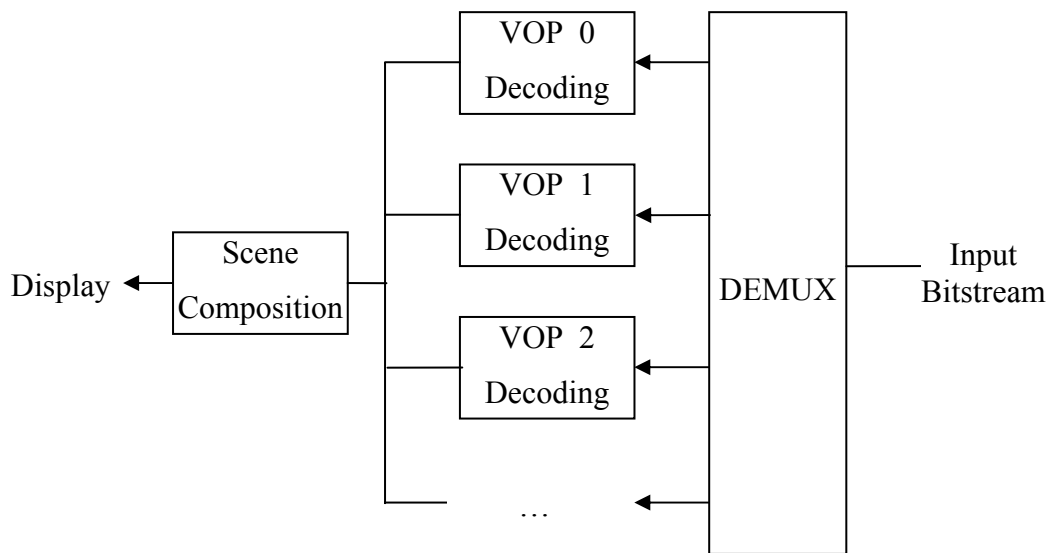 VOP 0
Decoding
VOP 1
Decoding
Scene
Composition
Display
DEMUX
Input
Bitstream
VOP 2
Decoding
...